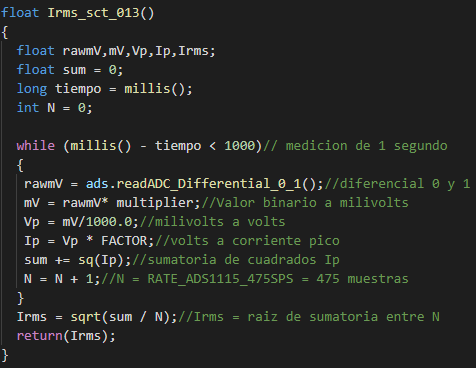 float Irms_sct_013()
{
float rawmV,mV,Vp,Ip,Irms;
float sum = 0;
long tiempo = millis();
int N = 0;
while (millis() - tiempo < 1000)// medicion de 1 segundo
{
rawmV = ads.readADC_Differential_0_1();//diferencial 0 y 1
mV = rawmV* multiplier;//Valor binario a milivolts
Vp = mV/1000.0;//milivolts a volts
Ip = Vp * FACTOR;//volts a corriente pico
sum += sq(Ip);//sumatoria de cuadrados Ip
N = N + 1;//N = RATE_ADS1115_475SPS = 475 muestras
}
Irms = sqrt(sum / N);//Irms = raiz de sumatoria entre N
return(Irms);
}